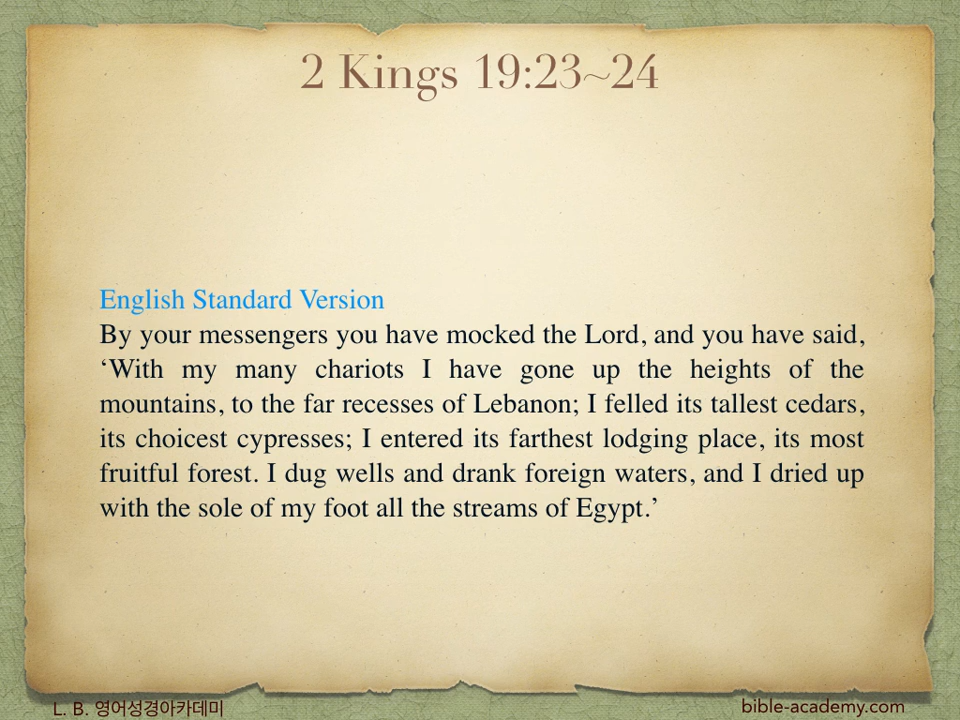 2 Kings 19:23~24
English Standard Version
By your messengers you have mocked the Lord, and you have said,
‘With my many chariots I have gone up the heights of the
mountains, to the far recesses of Lebanon; I felled its tallest cedars,
its choicest cypresses; I entered its farthest lodging place, its most
fruitful forest. I dug wells and drank foreign waters, and I dried up
with the sole of my foot all the streams of Egypt.’
L. B. 영어성경아카데미
bible-academy.com